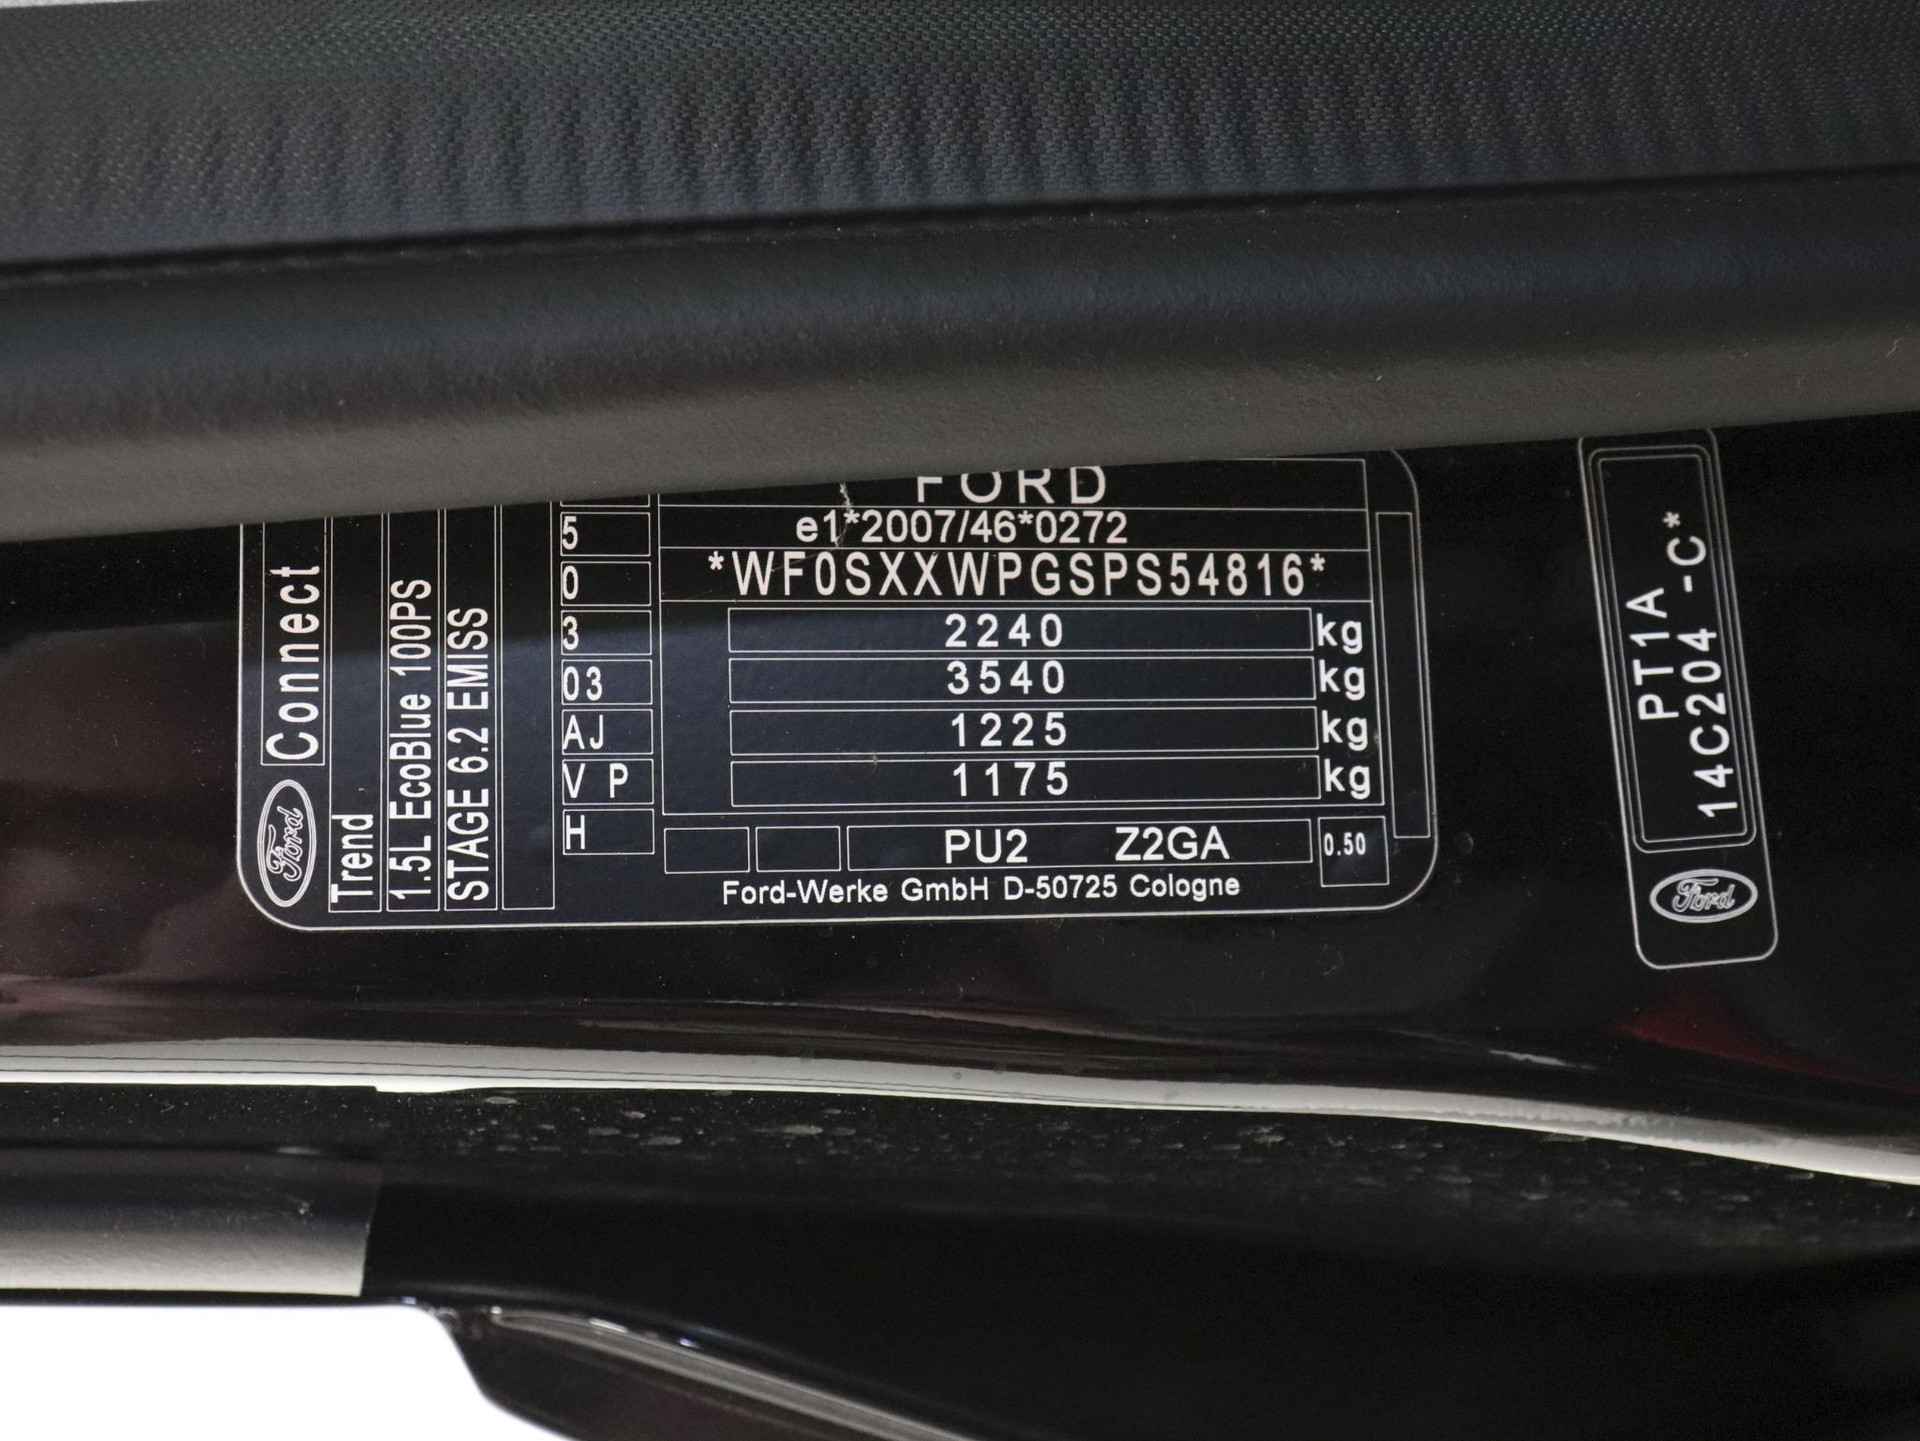 FORD
e1*2007/46*0272
*WF0SXXWPGSPS54816*
2240 kg
3540 kg
1225 kg
1175 kg
PU2 Z2GA 0.50
Ford-Werke GmbH D-50725 Cologne
5
0
3
03
AJ
V P
H
Ford
Connect
Trend
1.5L EcoBlue 100PS
STAGE 6.2 EMISS
PT1A
14C204 -C*
Ford